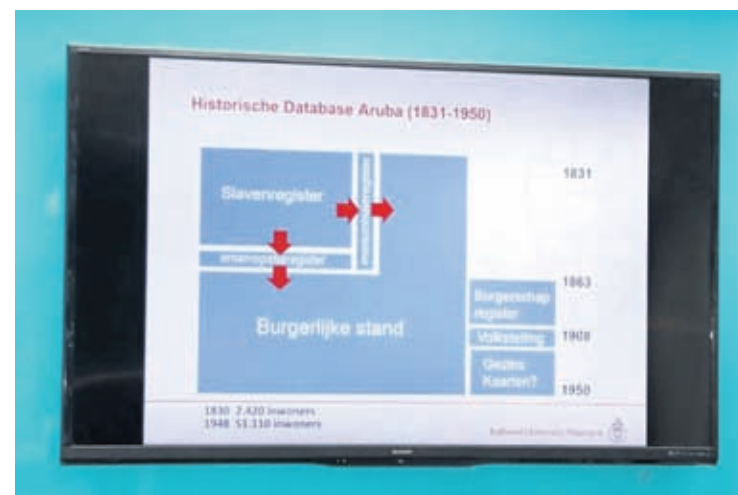 Historische Database Aruba (1831-1950)
Slavenregister
1831
1863
Burgerschap
register
Burgerlijke stand
Volkstelling
1908
Gezins
Kaarten?
1950
1830 2.420 inwoners
1948 51.110 inwoners